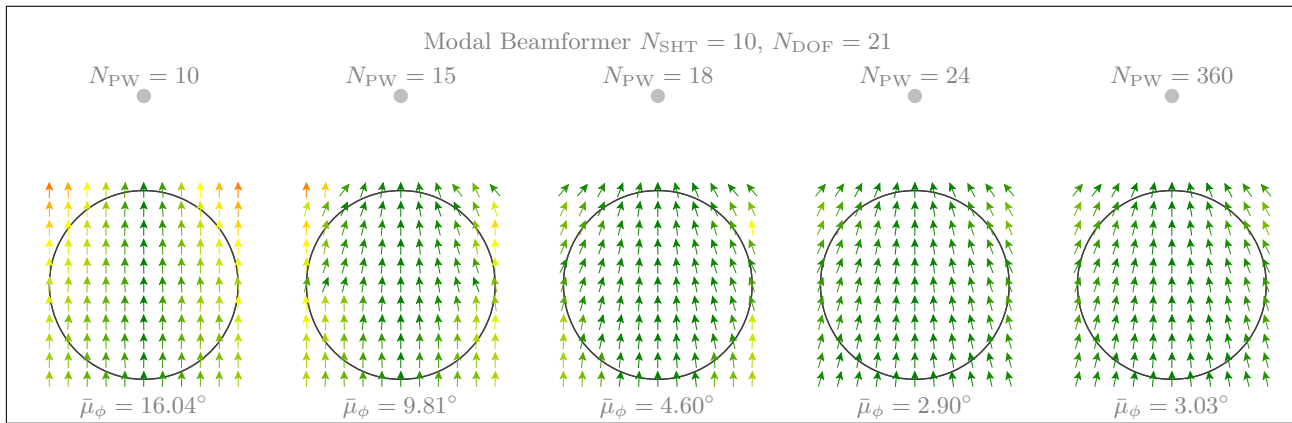 Modal Beamformer N_SHT = 10, N_DOF = 21
N_PW = 10 N_PW = 15 N_PW = 18 N_PW = 24 N_PW = 360
μ̄_ϕ = 16.04° μ̄_ϕ = 9.81° μ̄_ϕ = 4.60° μ̄_ϕ = 2.90° μ̄_ϕ = 3.03°